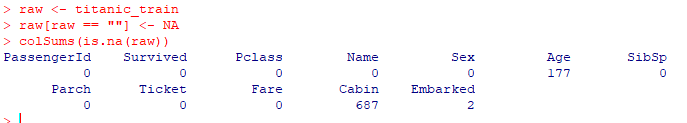 > raw <- titanic_train
> raw[raw == ""] <- NA
> colSums(is.na(raw))
PassengerId Survived Pclass Name Sex Age SibSp
0 0 0 0 0 177 0
Parch Ticket Fare Cabin Embarked
0 0 0 687 2
>